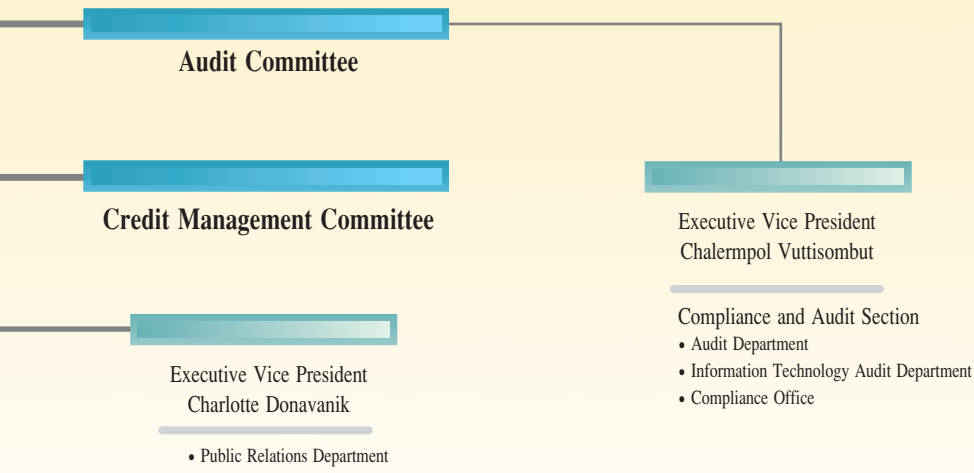 Audit Committee
Credit Management Committee
Executive Vice President
Charlotte Donavanik
• Public Relations Department
Executive Vice President
Chalermpol Vuttisombut
Compliance and Audit Section
• Audit Department
• Information Technology Audit Department
• Compliance Office